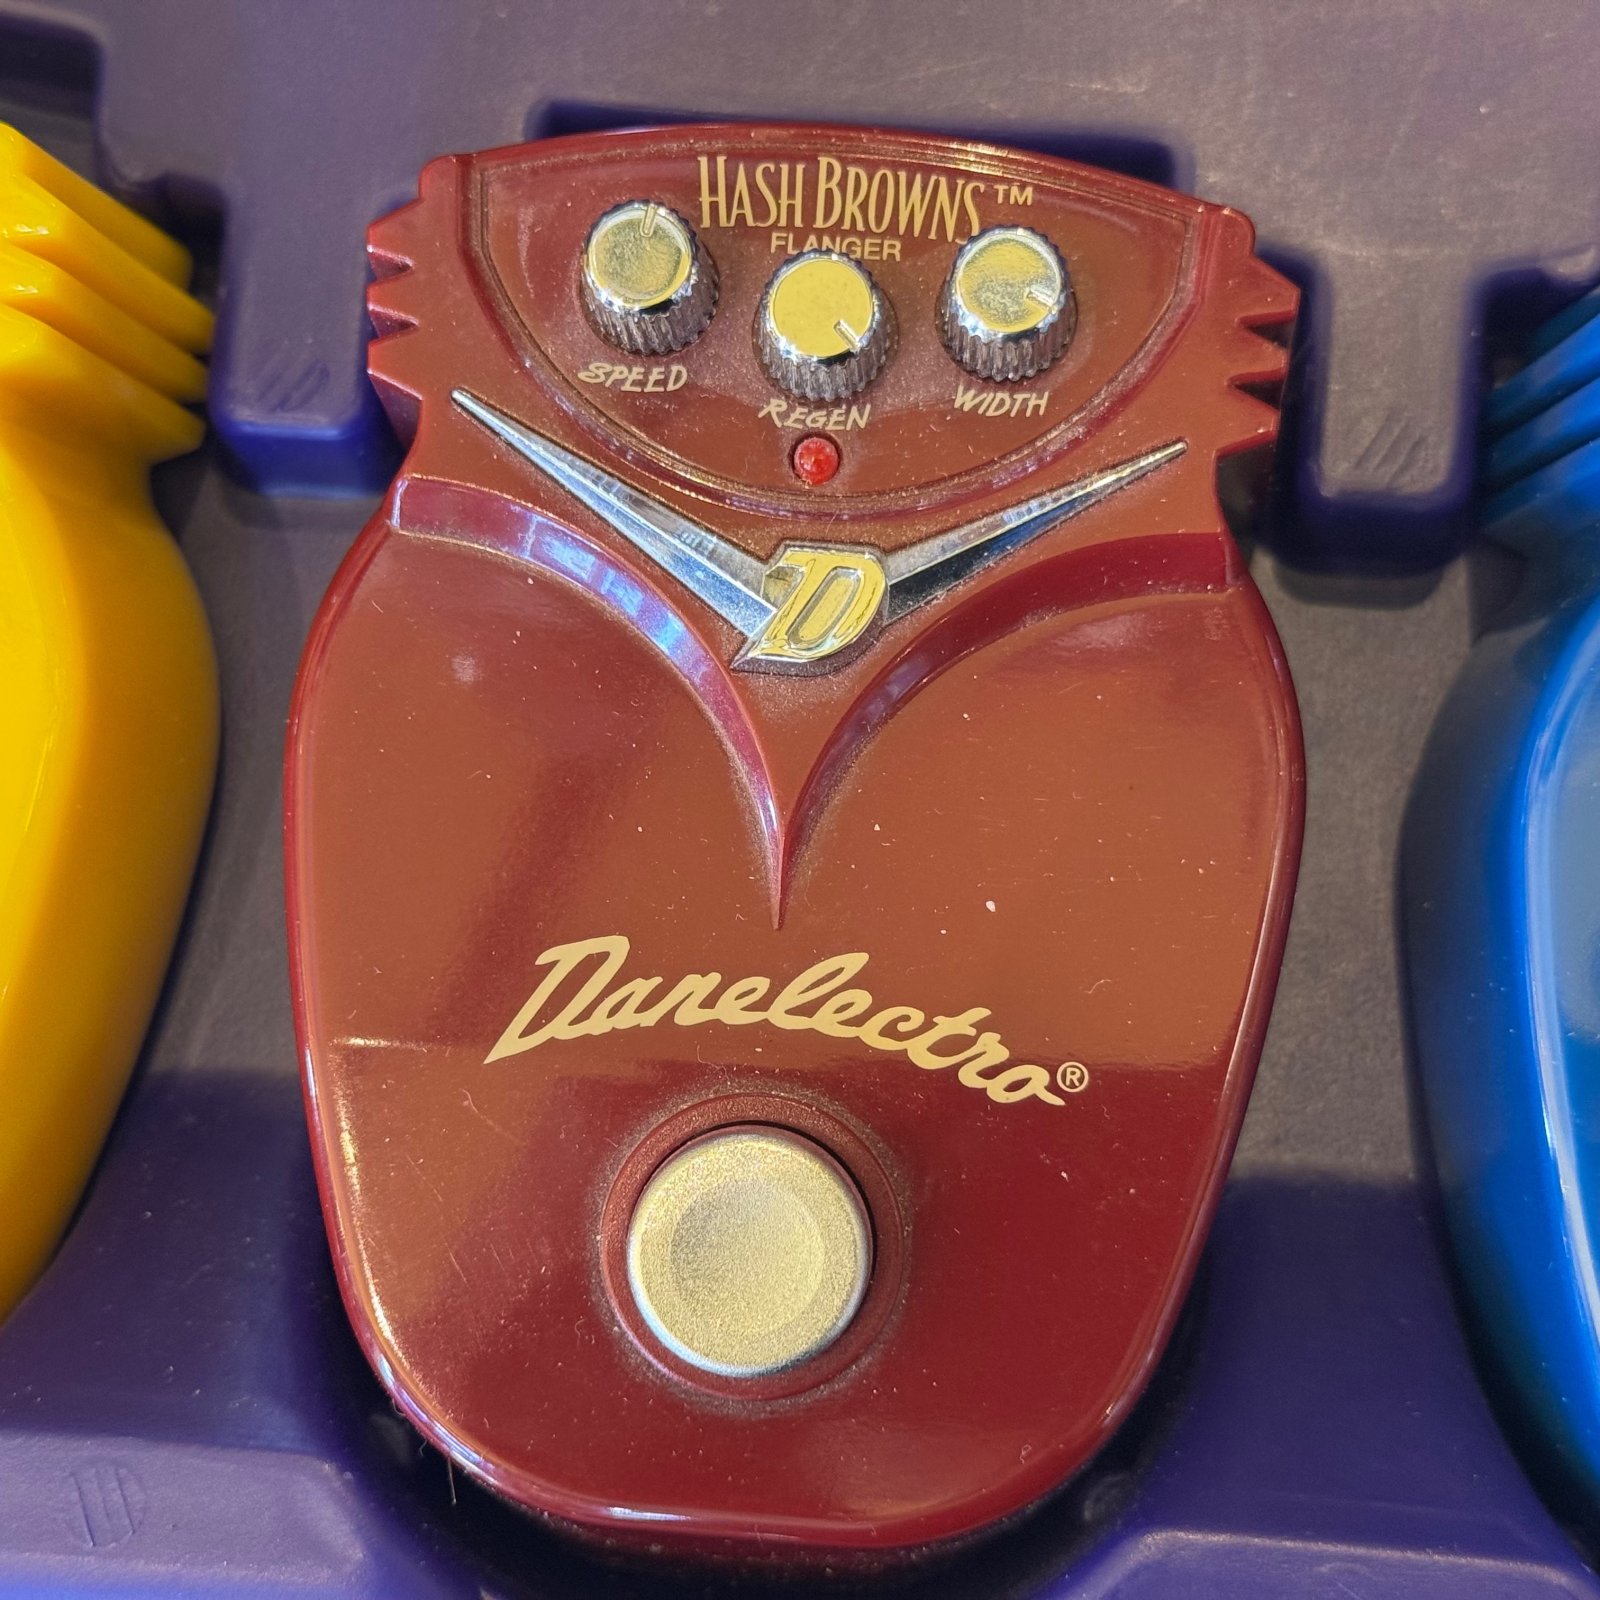 HASH BROWNS™
FLANGER
SPEED
REGEN
WIDTH
D
Danelectro®